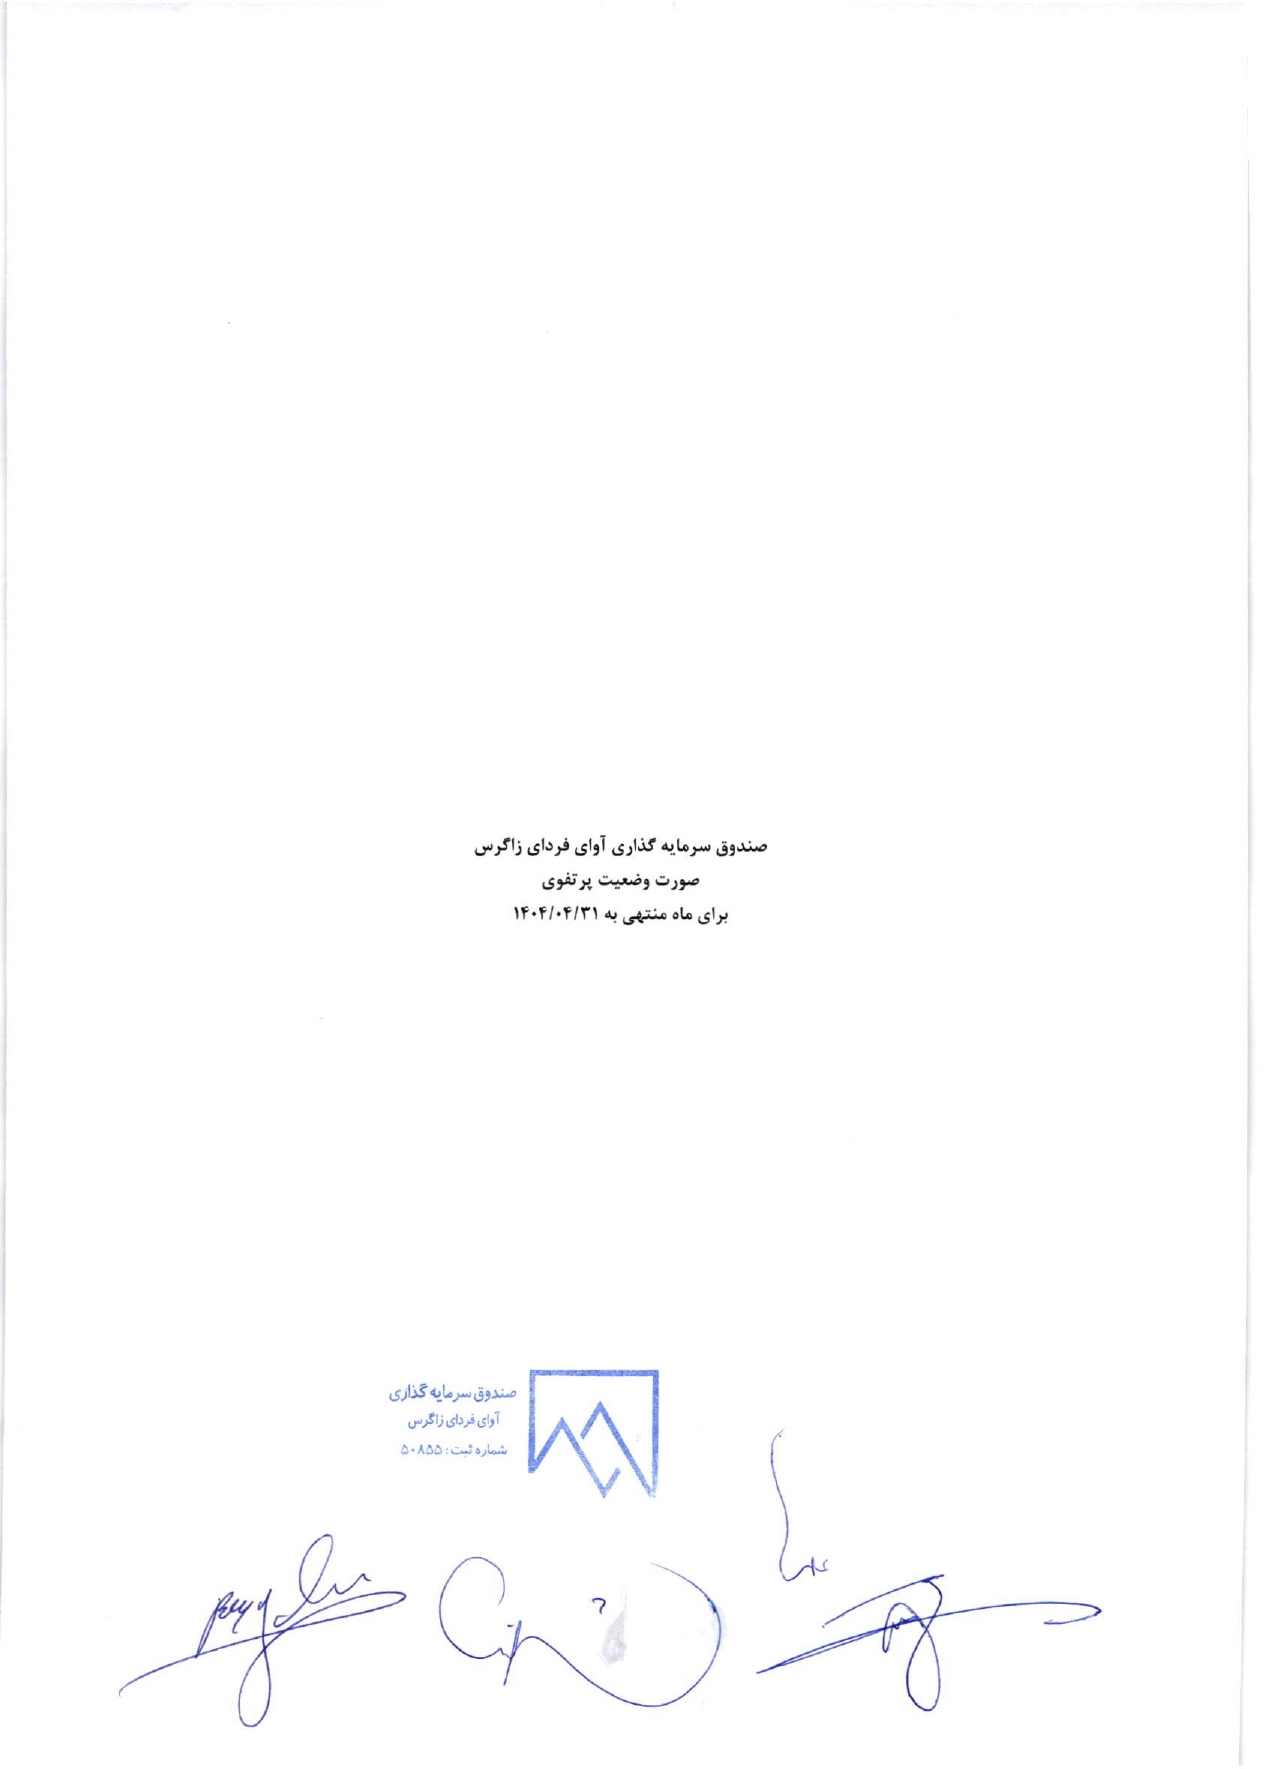 صندوق سرمایه گذاری آوای فردای زاگرس
صورت وضعیت پرتفوی
برای ماه منتهی به ۱۴۰۴/۰۴/۳۱
صندوق سرمایه گذاری
آوای فردای زاگرس
شماره ثبت: ۵۰۸۵۵